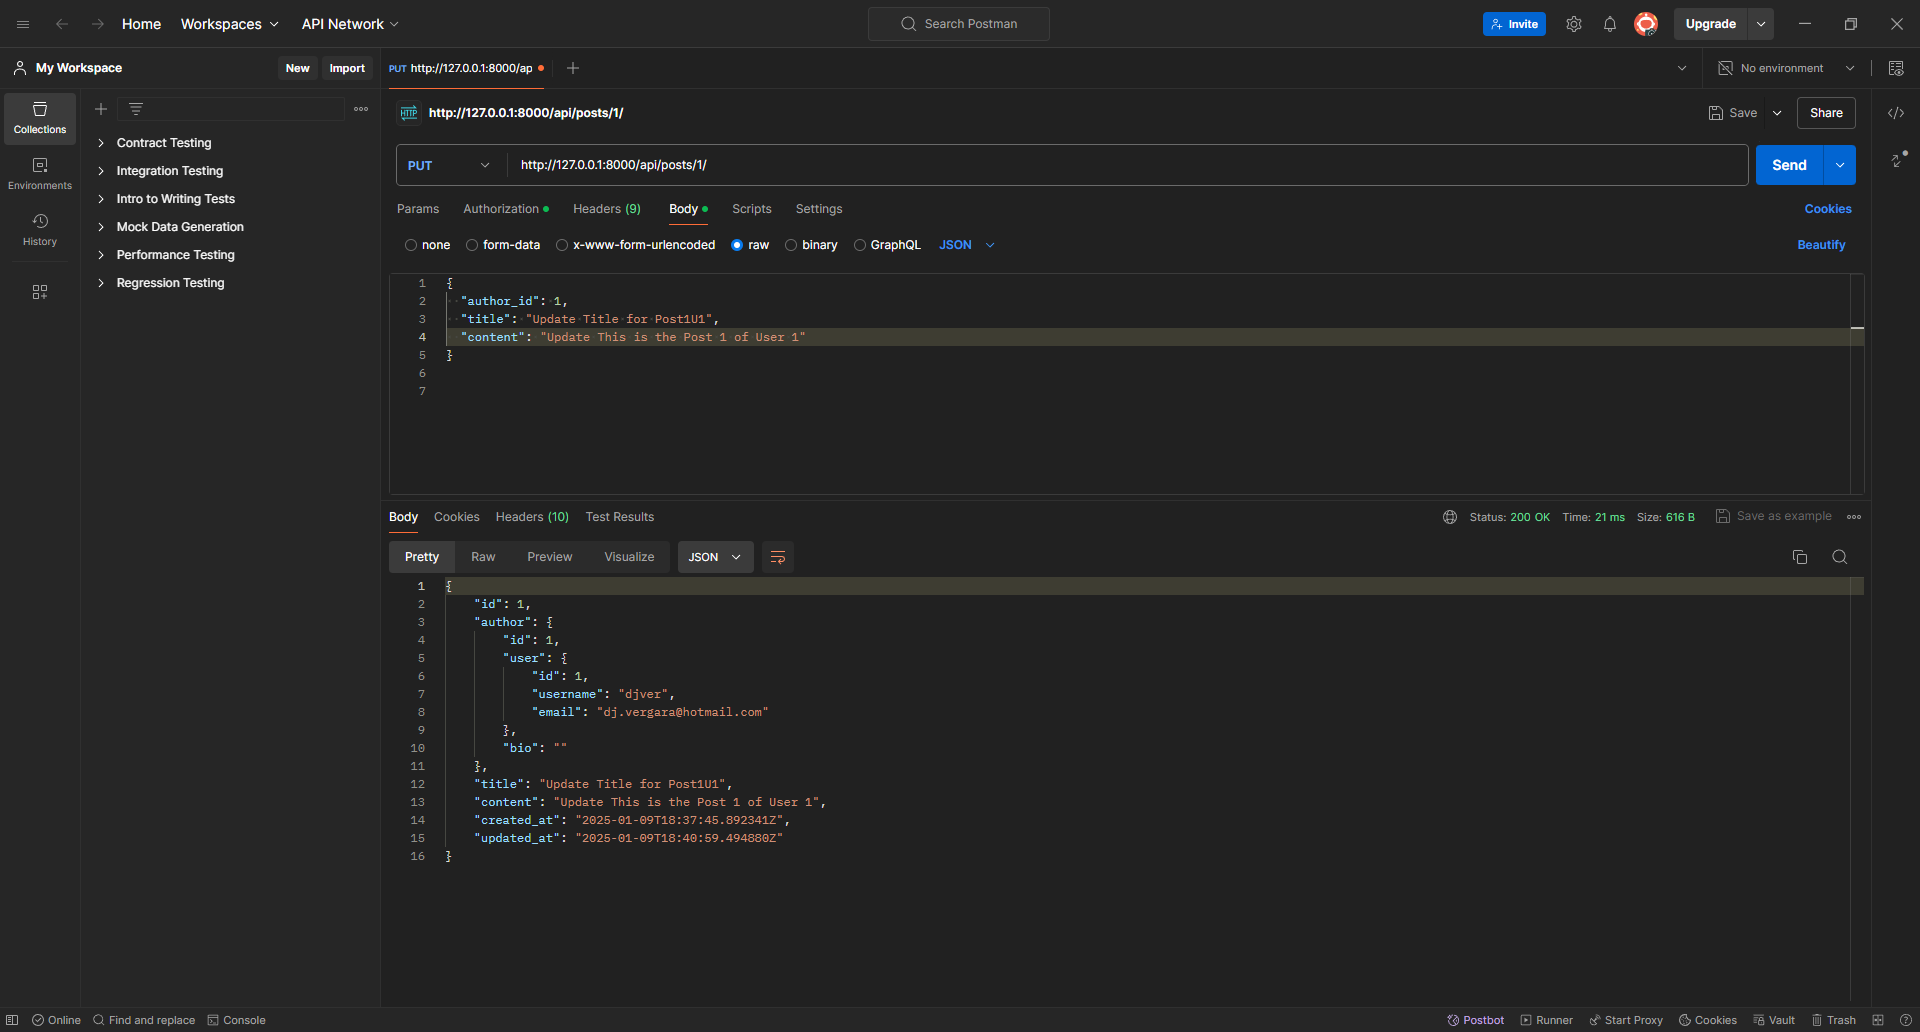 Home Workspaces API Network Search Postman Invite Upgrade
My Workspace New Import PUT http://127.0.0.1:8000/ap No environment
Collections
Environments
History
Contract Testing
Integration Testing
Intro to Writing Tests
Mock Data Generation
Performance Testing
Regression Testing
HTTP http://127.0.0.1:8000/api/posts/1/ Save Share
PUT http://127.0.0.1:8000/api/posts/1/ Send
Params Authorization Headers (9) Body Scripts Settings Cookies
none form-data x-www-form-urlencoded raw binary GraphQL JSON Beautify
1 {
2 "author_id": 1,
3 "title": "Update Title for Post1U1",
4 "content": "Update This is the Post 1 of User 1"
5 }
6
7
Body Cookies Headers (10) Test Results Status: 200 OK Time: 21 ms Size: 616 B Save as example
Pretty Raw Preview Visualize JSON
1 {
2 "id": 1,
3 "author": {
4 "id": 1,
5 "user": {
6 "id": 1,
7 "username": "djver",
8 "email": "dj.vergara@hotmail.com"
9 },
10 "bio": ""
11 },
12 "title": "Update Title for Post1U1",
13 "content": "Update This is the Post 1 of User 1",
14 "created_at": "2025-01-09T18:37:45.892341Z",
15 "updated_at": "2025-01-09T18:40:59.494880Z"
16 }
Online Find and replace Console Postbot Runner Start Proxy Cookies Vault Trash